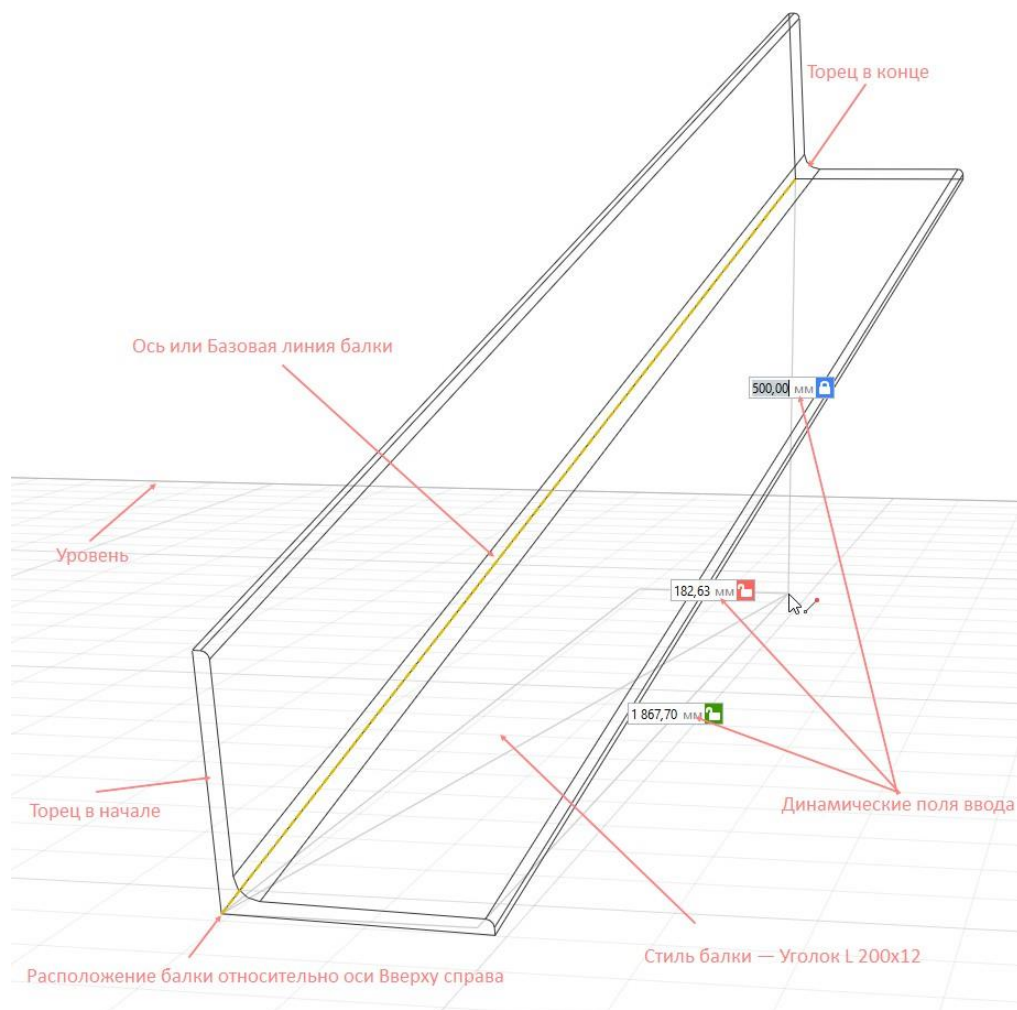 Торец в конце
Ось или Базовая линия балки
500,00 мм
Уровень
182,63 мм
1 867,70 мм
Торец в начале
Динамические поля ввода
Стиль балки — Уголок L 200x12
Расположение балки относительно оси Вверху справа